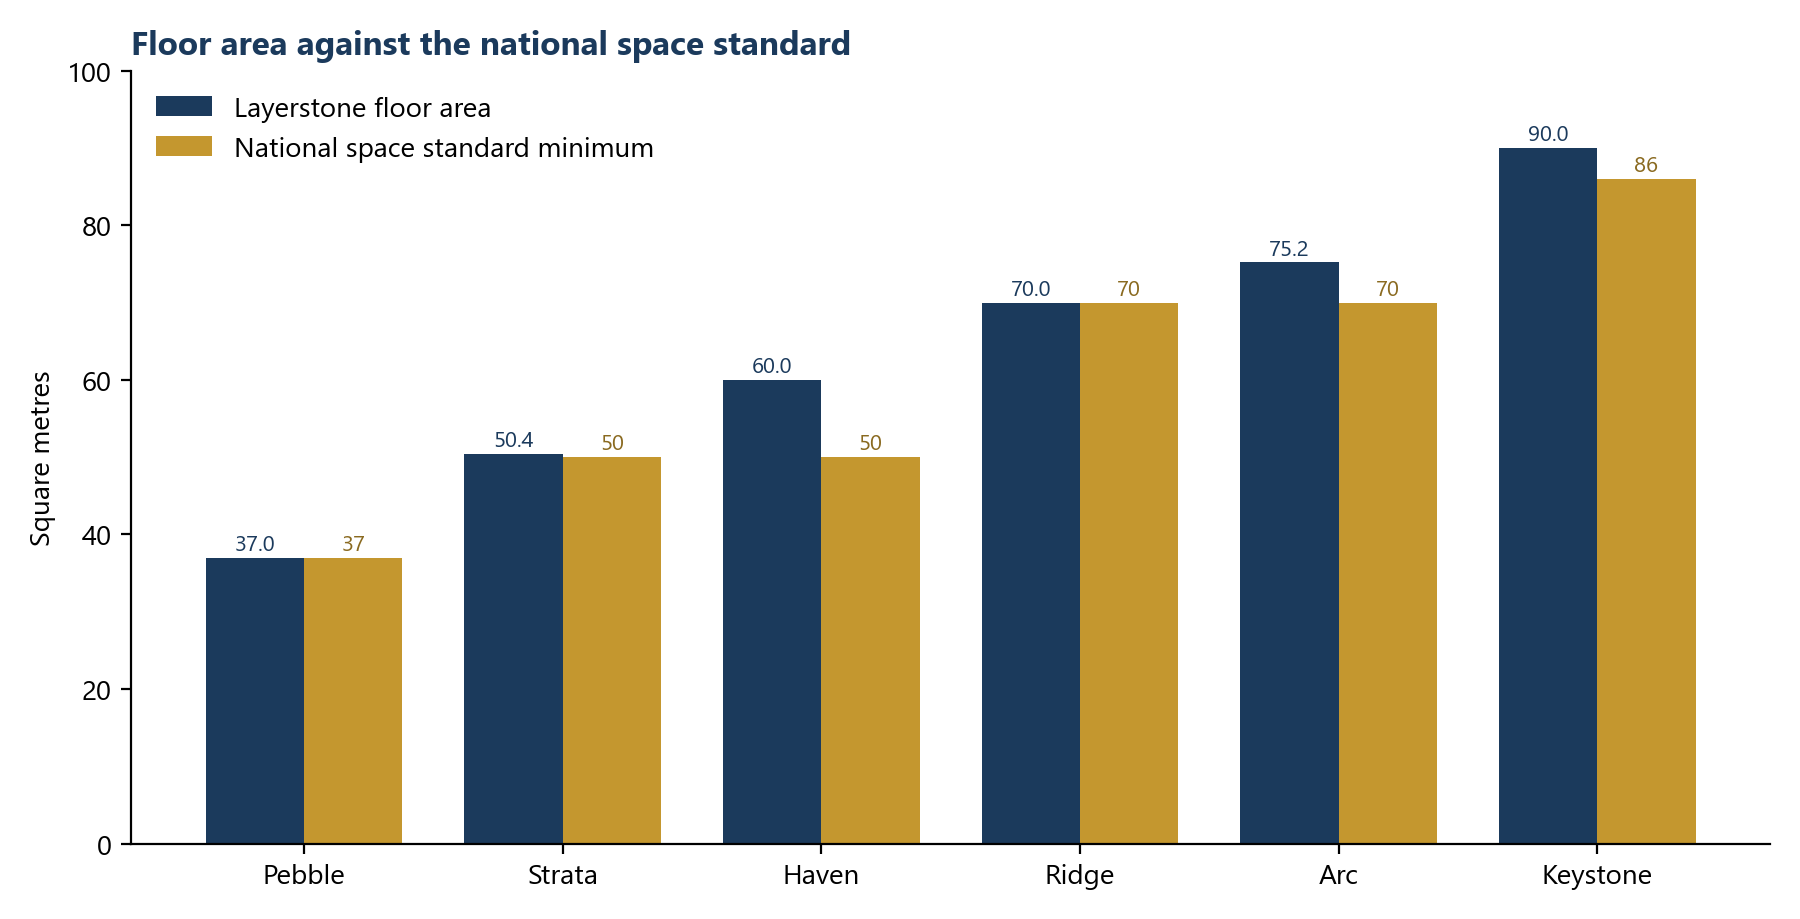 Floor area against the national space standard
Layerstone floor area
National space standard minimum
Square metres
100
80
60
40
20
0
37.0 37
50.4 50
60.0 50
70.0 70
75.2 70
90.0 86
Pebble Strata Haven Ridge Arc Keystone